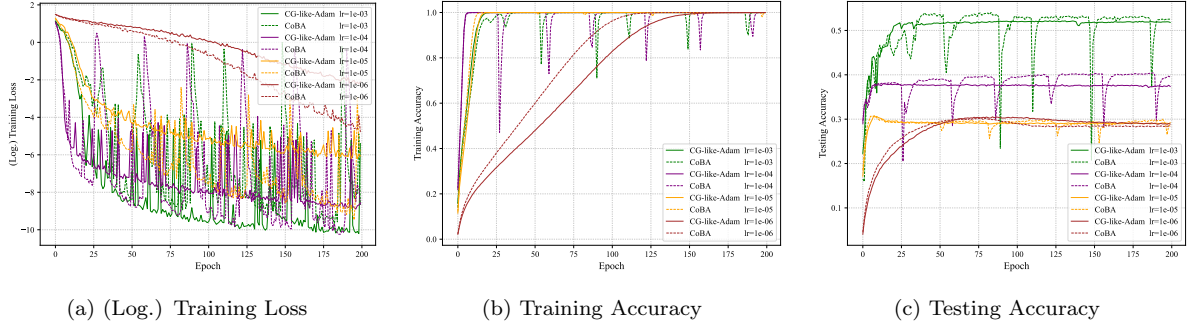 2
0
−2
−4
−6
−8
−10
0 25 50 75 100 125 150 175 200
(Log.) Training Loss
Epoch
CG-like-Adam lr=1e-03
CoBA lr=1e-03
CG-like-Adam lr=1e-04
CoBA lr=1e-04
CG-like-Adam lr=1e-05
CoBA lr=1e-05
CG-like-Adam lr=1e-06
CoBA lr=1e-06
(a) (Log.) Training Loss
1.0
0.8
0.6
0.4
0.2
0.0
0 25 50 75 100 125 150 175 200
Training Accuracy
Epoch
CG-like-Adam lr=1e-03
CoBA lr=1e-03
CG-like-Adam lr=1e-04
CoBA lr=1e-04
CG-like-Adam lr=1e-05
CoBA lr=1e-05
CG-like-Adam lr=1e-06
CoBA lr=1e-06
(b) Training Accuracy
0.5
0.4
0.3
0.2
0.1
0 25 50 75 100 125 150 175 200
Testing Accuracy
Epoch
CG-like-Adam lr=1e-03
CoBA lr=1e-03
CG-like-Adam lr=1e-04
CoBA lr=1e-04
CG-like-Adam lr=1e-05
CoBA lr=1e-05
CG-like-Adam lr=1e-06
CoBA lr=1e-06
(c) Testing Accuracy